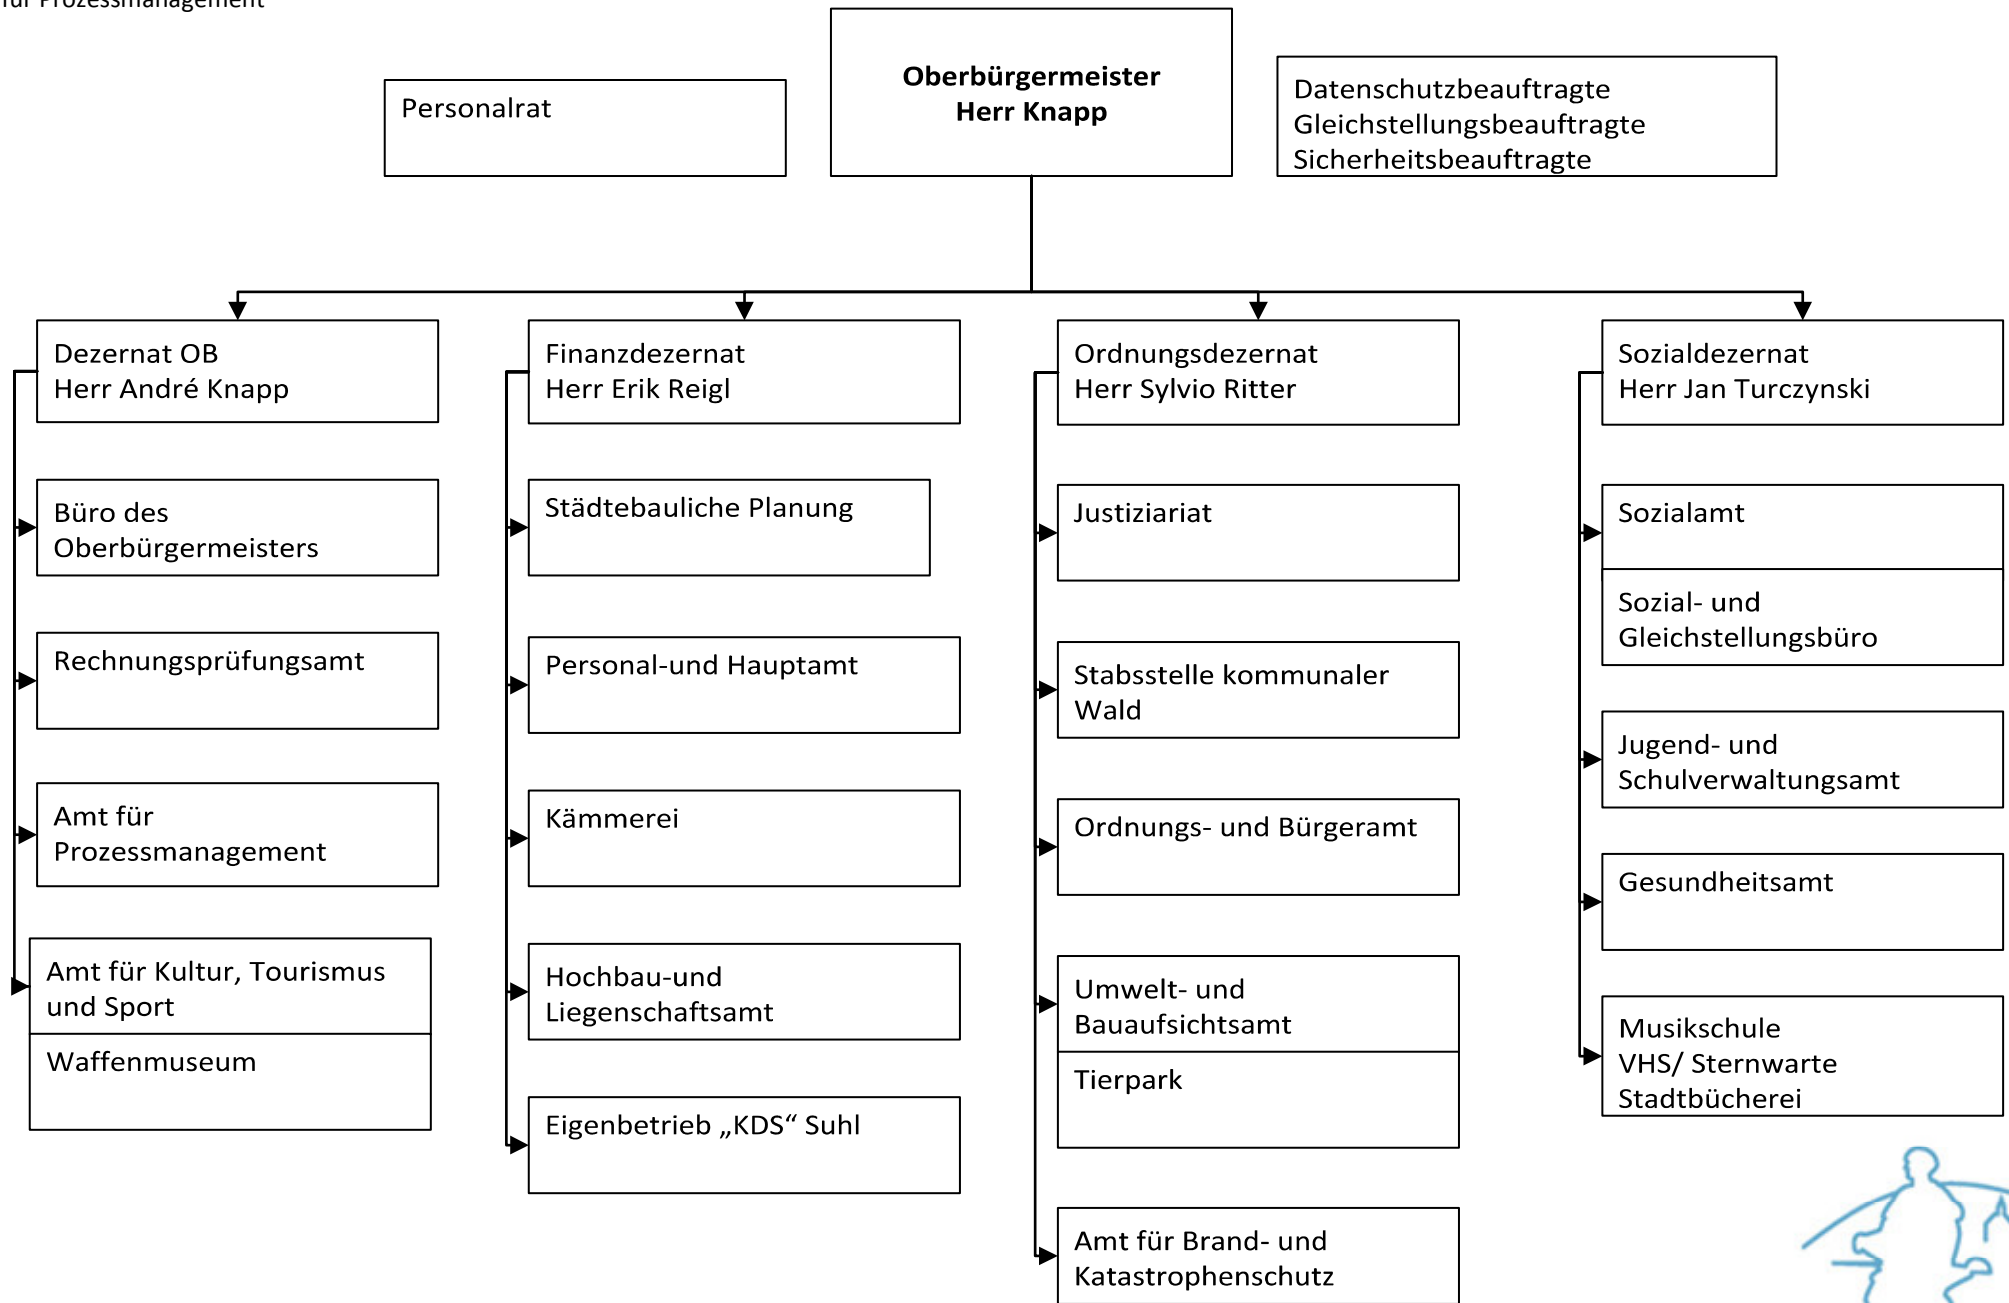 für Prozessmanagement
Personalrat
Oberbürgermeister
Herr Knapp
Datenschutzbeauftragte
Gleichstellungsbeauftragte
Sicherheitsbeauftragte
Dezernat OB
Herr André Knapp
Büro des
Oberbürgermeisters
Rechnungsprüfungsamt
Amt für
Prozessmanagement
Amt für Kultur, Tourismus
und Sport
Waffenmuseum
Finanzdezernat
Herr Erik Reigl
Städtebauliche Planung
Personal-und Hauptamt
Kämmerei
Hochbau-und
Liegenschaftsamt
Eigenbetrieb „KDS“ Suhl
Ordnungsdezernat
Herr Sylvio Ritter
Justiziariat
Stabsstelle kommunaler
Wald
Ordnungs- und Bürgeramt
Umwelt- und
Bauaufsichtsamt
Tierpark
Amt für Brand- und
Katastrophenschutz
Sozialdezernat
Herr Jan Turczynski
Sozialamt
Sozial- und
Gleichstellungsbüro
Jugend- und
Schulverwaltungsamt
Gesundheitsamt
Musikschule
VHS/ Sternwarte
Stadtbücherei